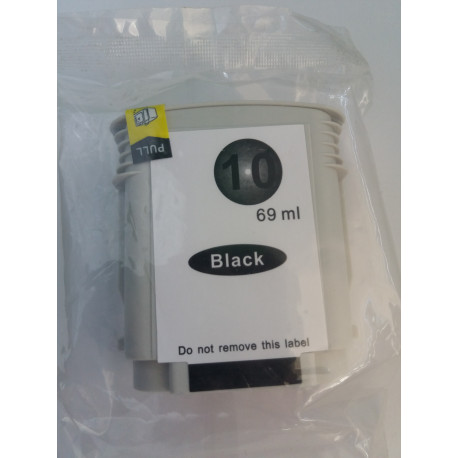 PULL
10
69 ml
Black
Do not remove this label